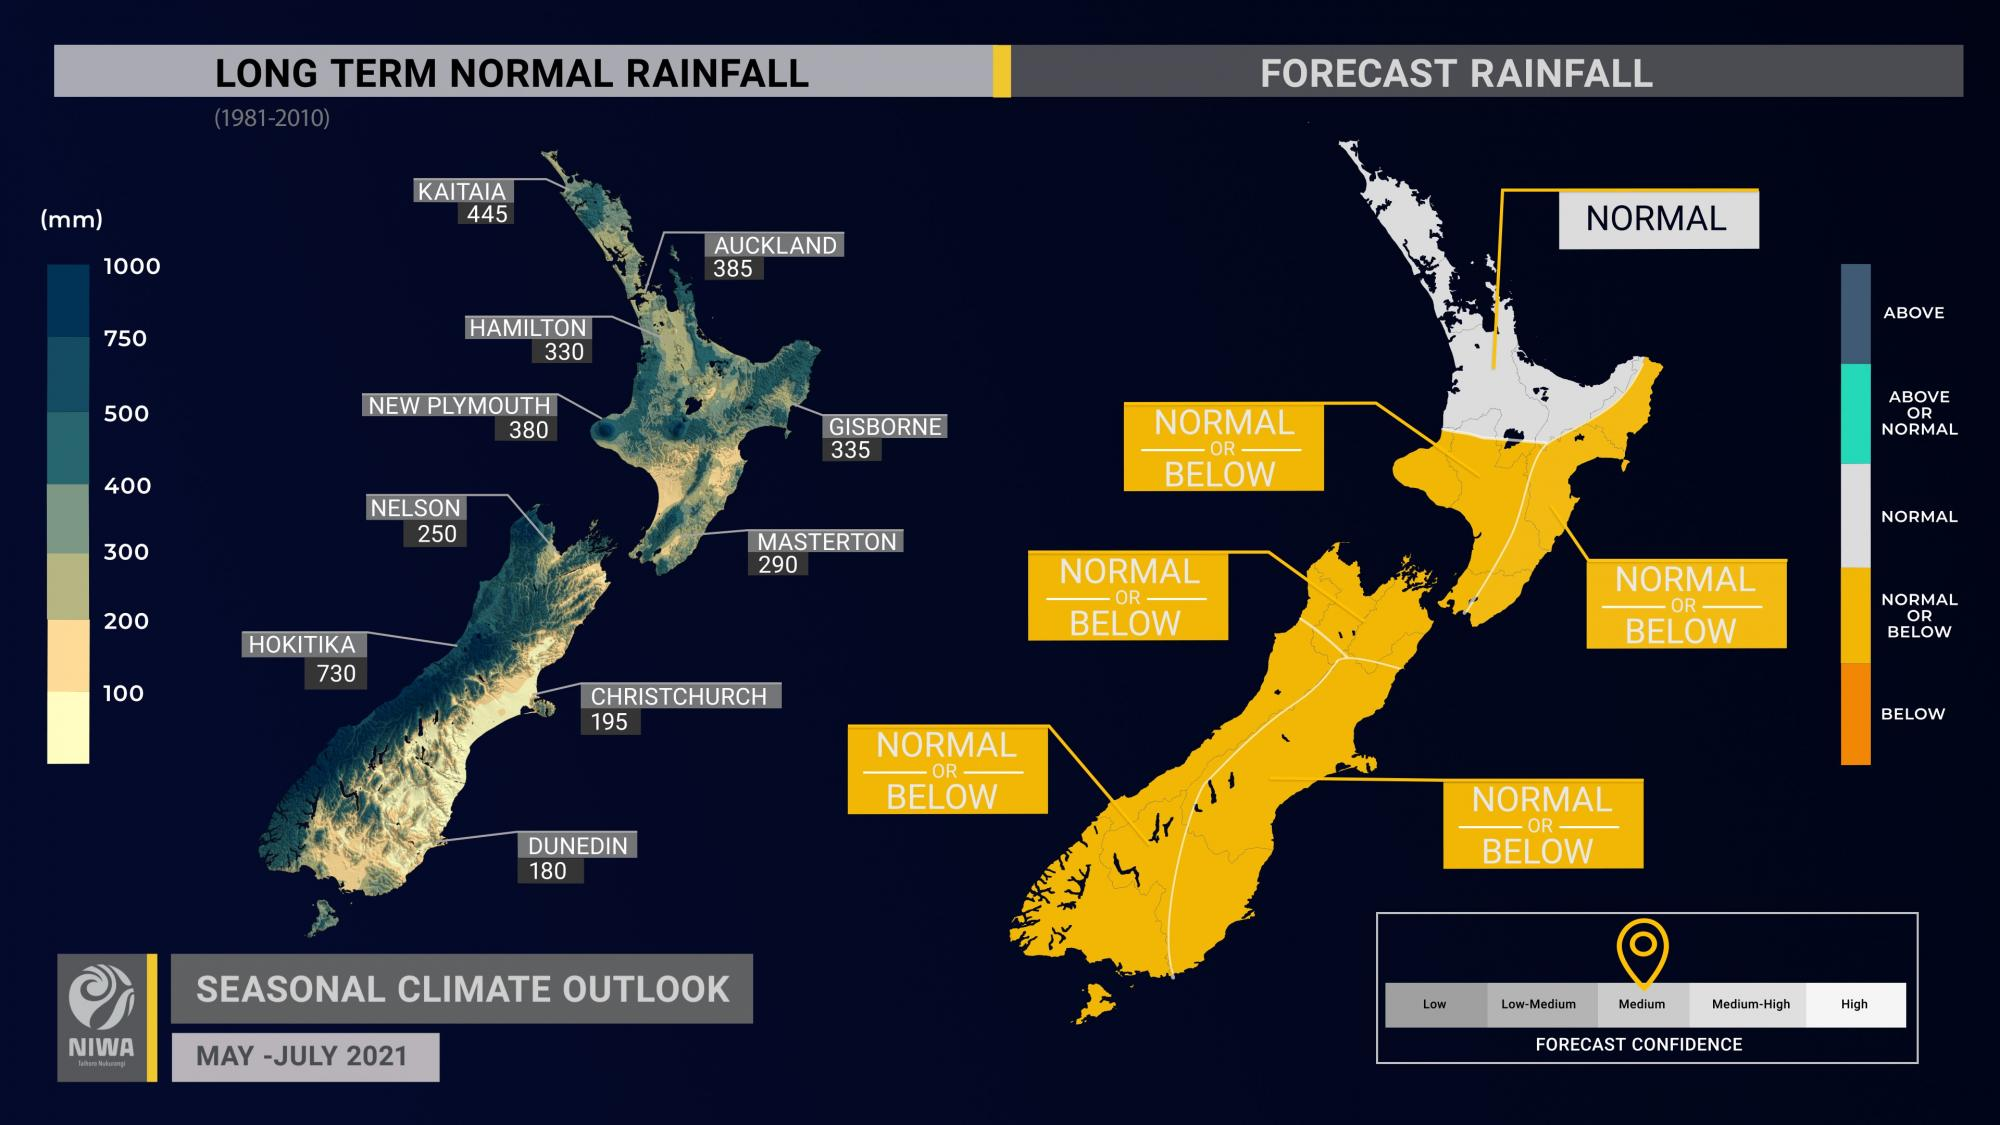 LONG TERM NORMAL RAINFALL
FORECAST RAINFALL
(1981-2010)
(mm)
1000
750
500
400
300
200
100
KAITAIA
445
AUCKLAND
385
HAMILTON
330
NEW PLYMOUTH
380
GISBORNE
335
NELSON
250
MASTERTON
290
HOKITIKA
730
CHRISTCHURCH
195
DUNEDIN
180
NORMAL
NORMAL
OR
BELOW
NORMAL
OR
BELOW
NORMAL
OR
BELOW
NORMAL
OR
BELOW
NORMAL
OR
BELOW
ABOVE
ABOVE
OR
NORMAL
NORMAL
NORMAL
OR
BELOW
BELOW
NIWA
Taihoro Nukurangi
SEASONAL CLIMATE OUTLOOK
MAY -JULY 2021
Low
Low-Medium
Medium
Medium-High
High
FORECAST CONFIDENCE